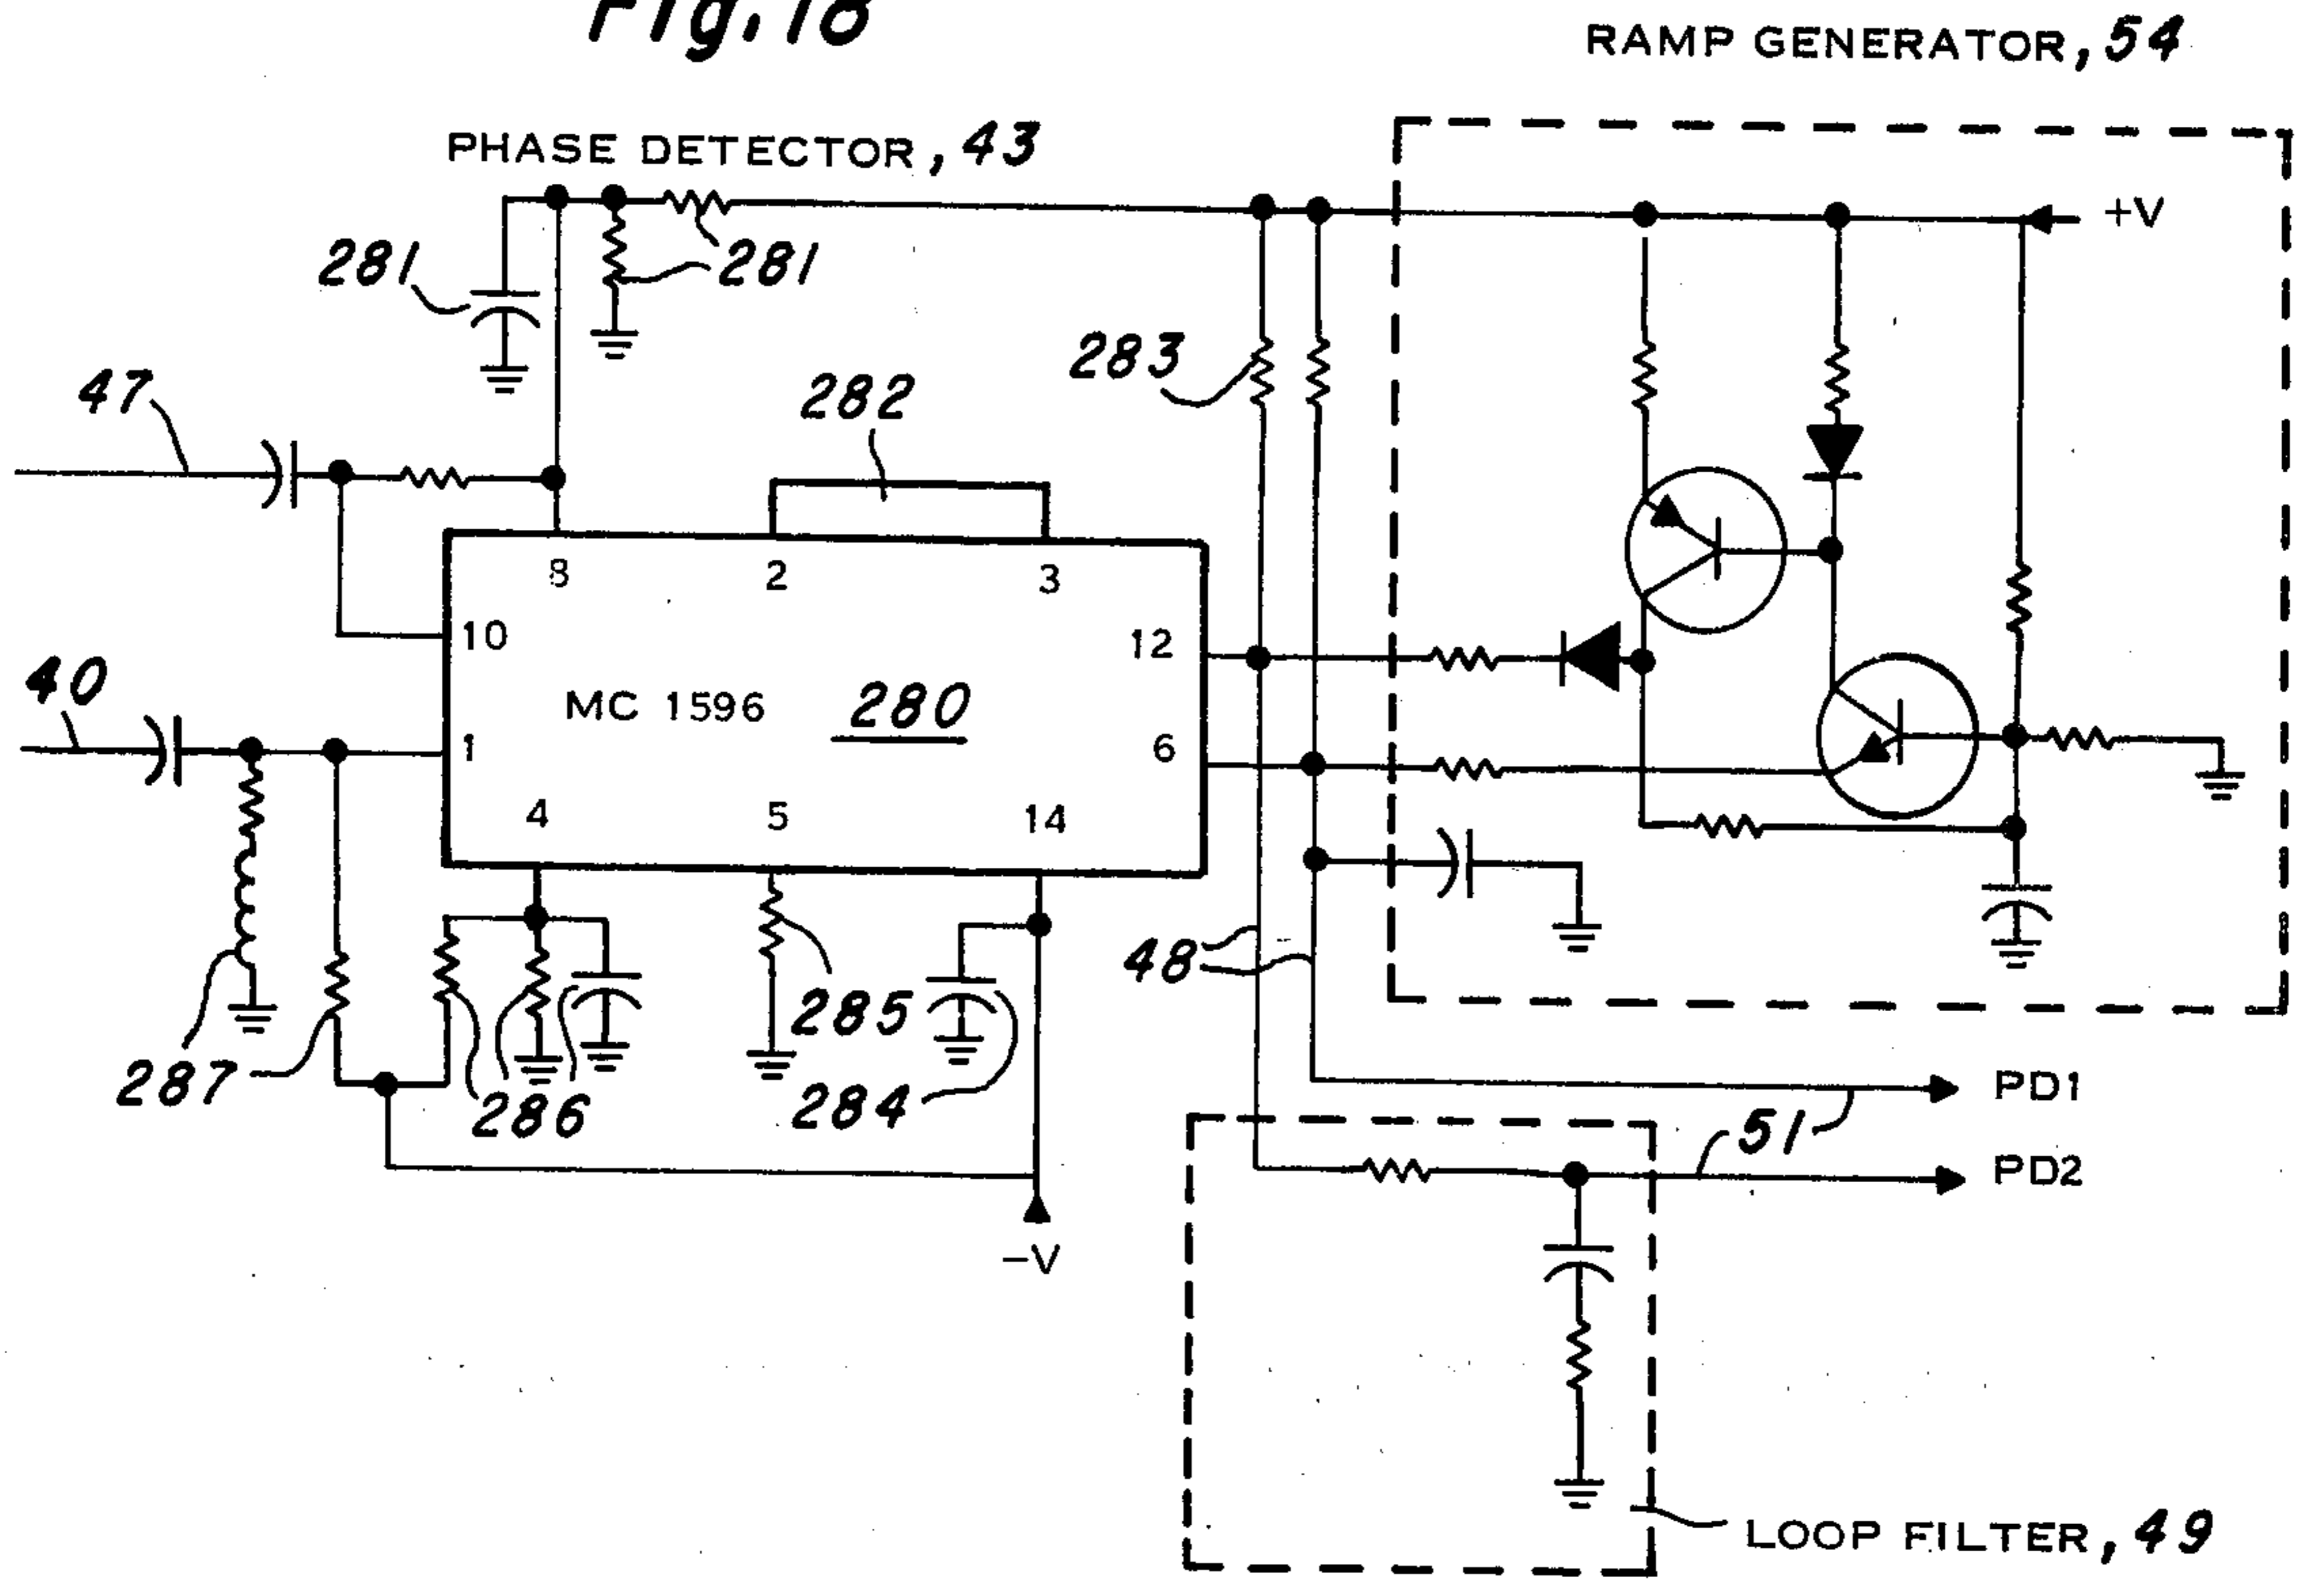 Fig. 18
RAMP GENERATOR, 54
PHASE DETECTOR, 43
+V
281
281
283
47
282
8
2
3
10
12
40
MC 1596
280
1
6
4
5
14
48
285
287
286
284
PD1
51
PD2
-V
LOOP FILTER, 49